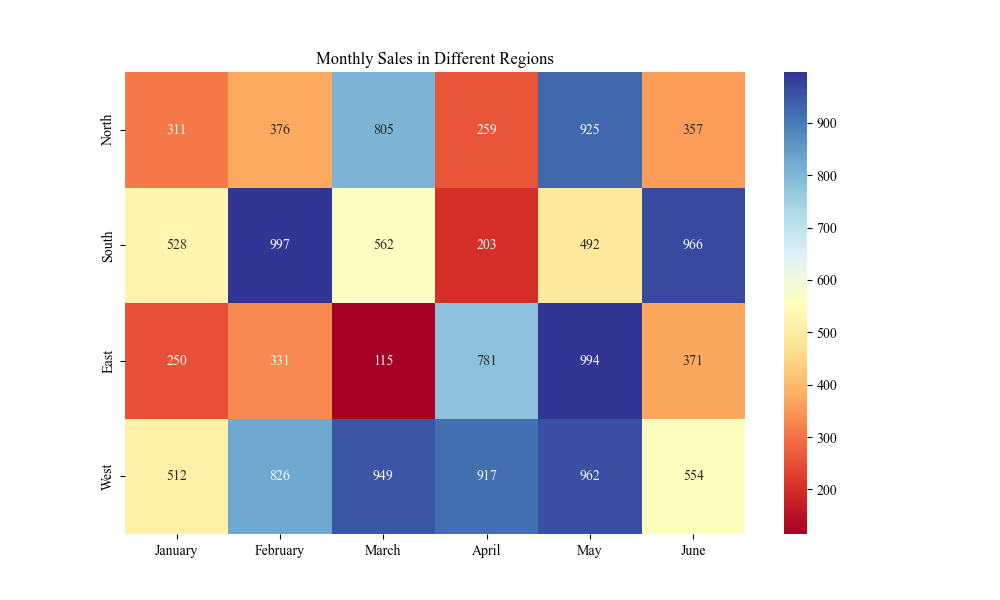 Monthly Sales in Different Regions
North 311 376 805 259 925 357
South 528 997 562 203 492 966
East 250 331 115 781 994 371
West 512 826 949 917 962 554
January February March April May June
900
800
700
600
500
400
300
200